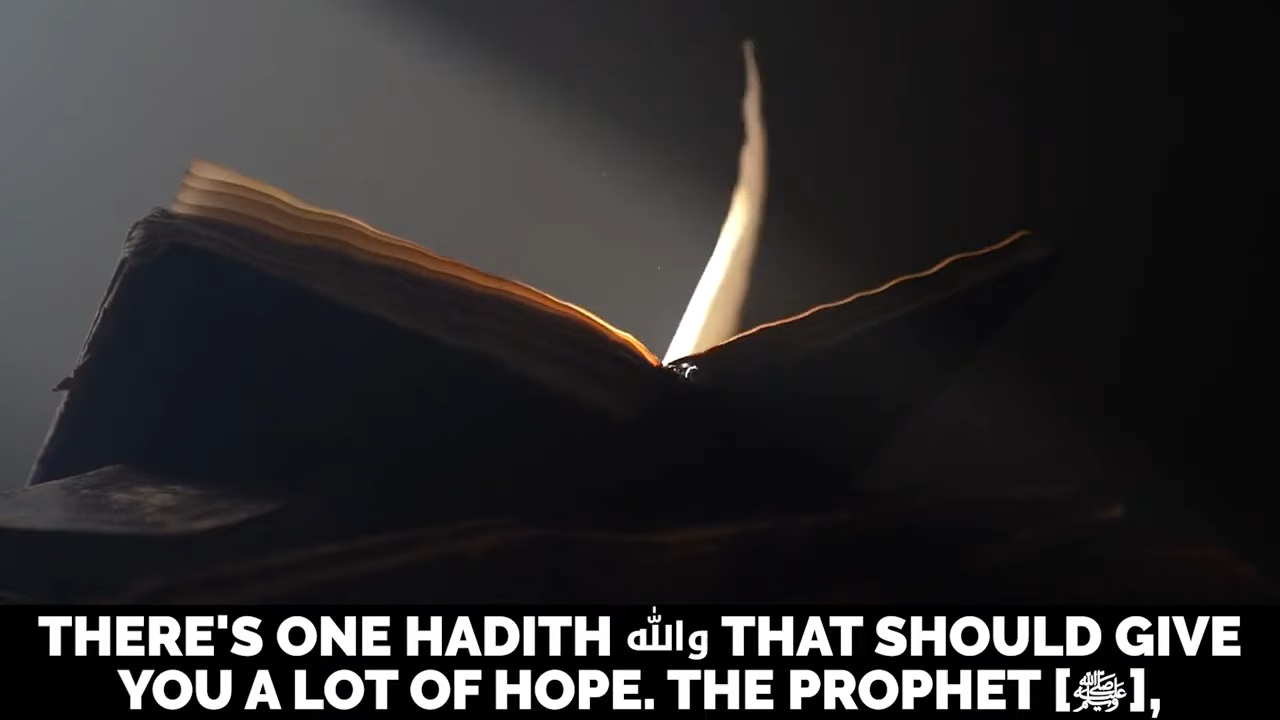 THERE'S ONE HADITH والله THAT SHOULD GIVE
YOU A LOT OF HOPE. THE PROPHET [ﷺ],